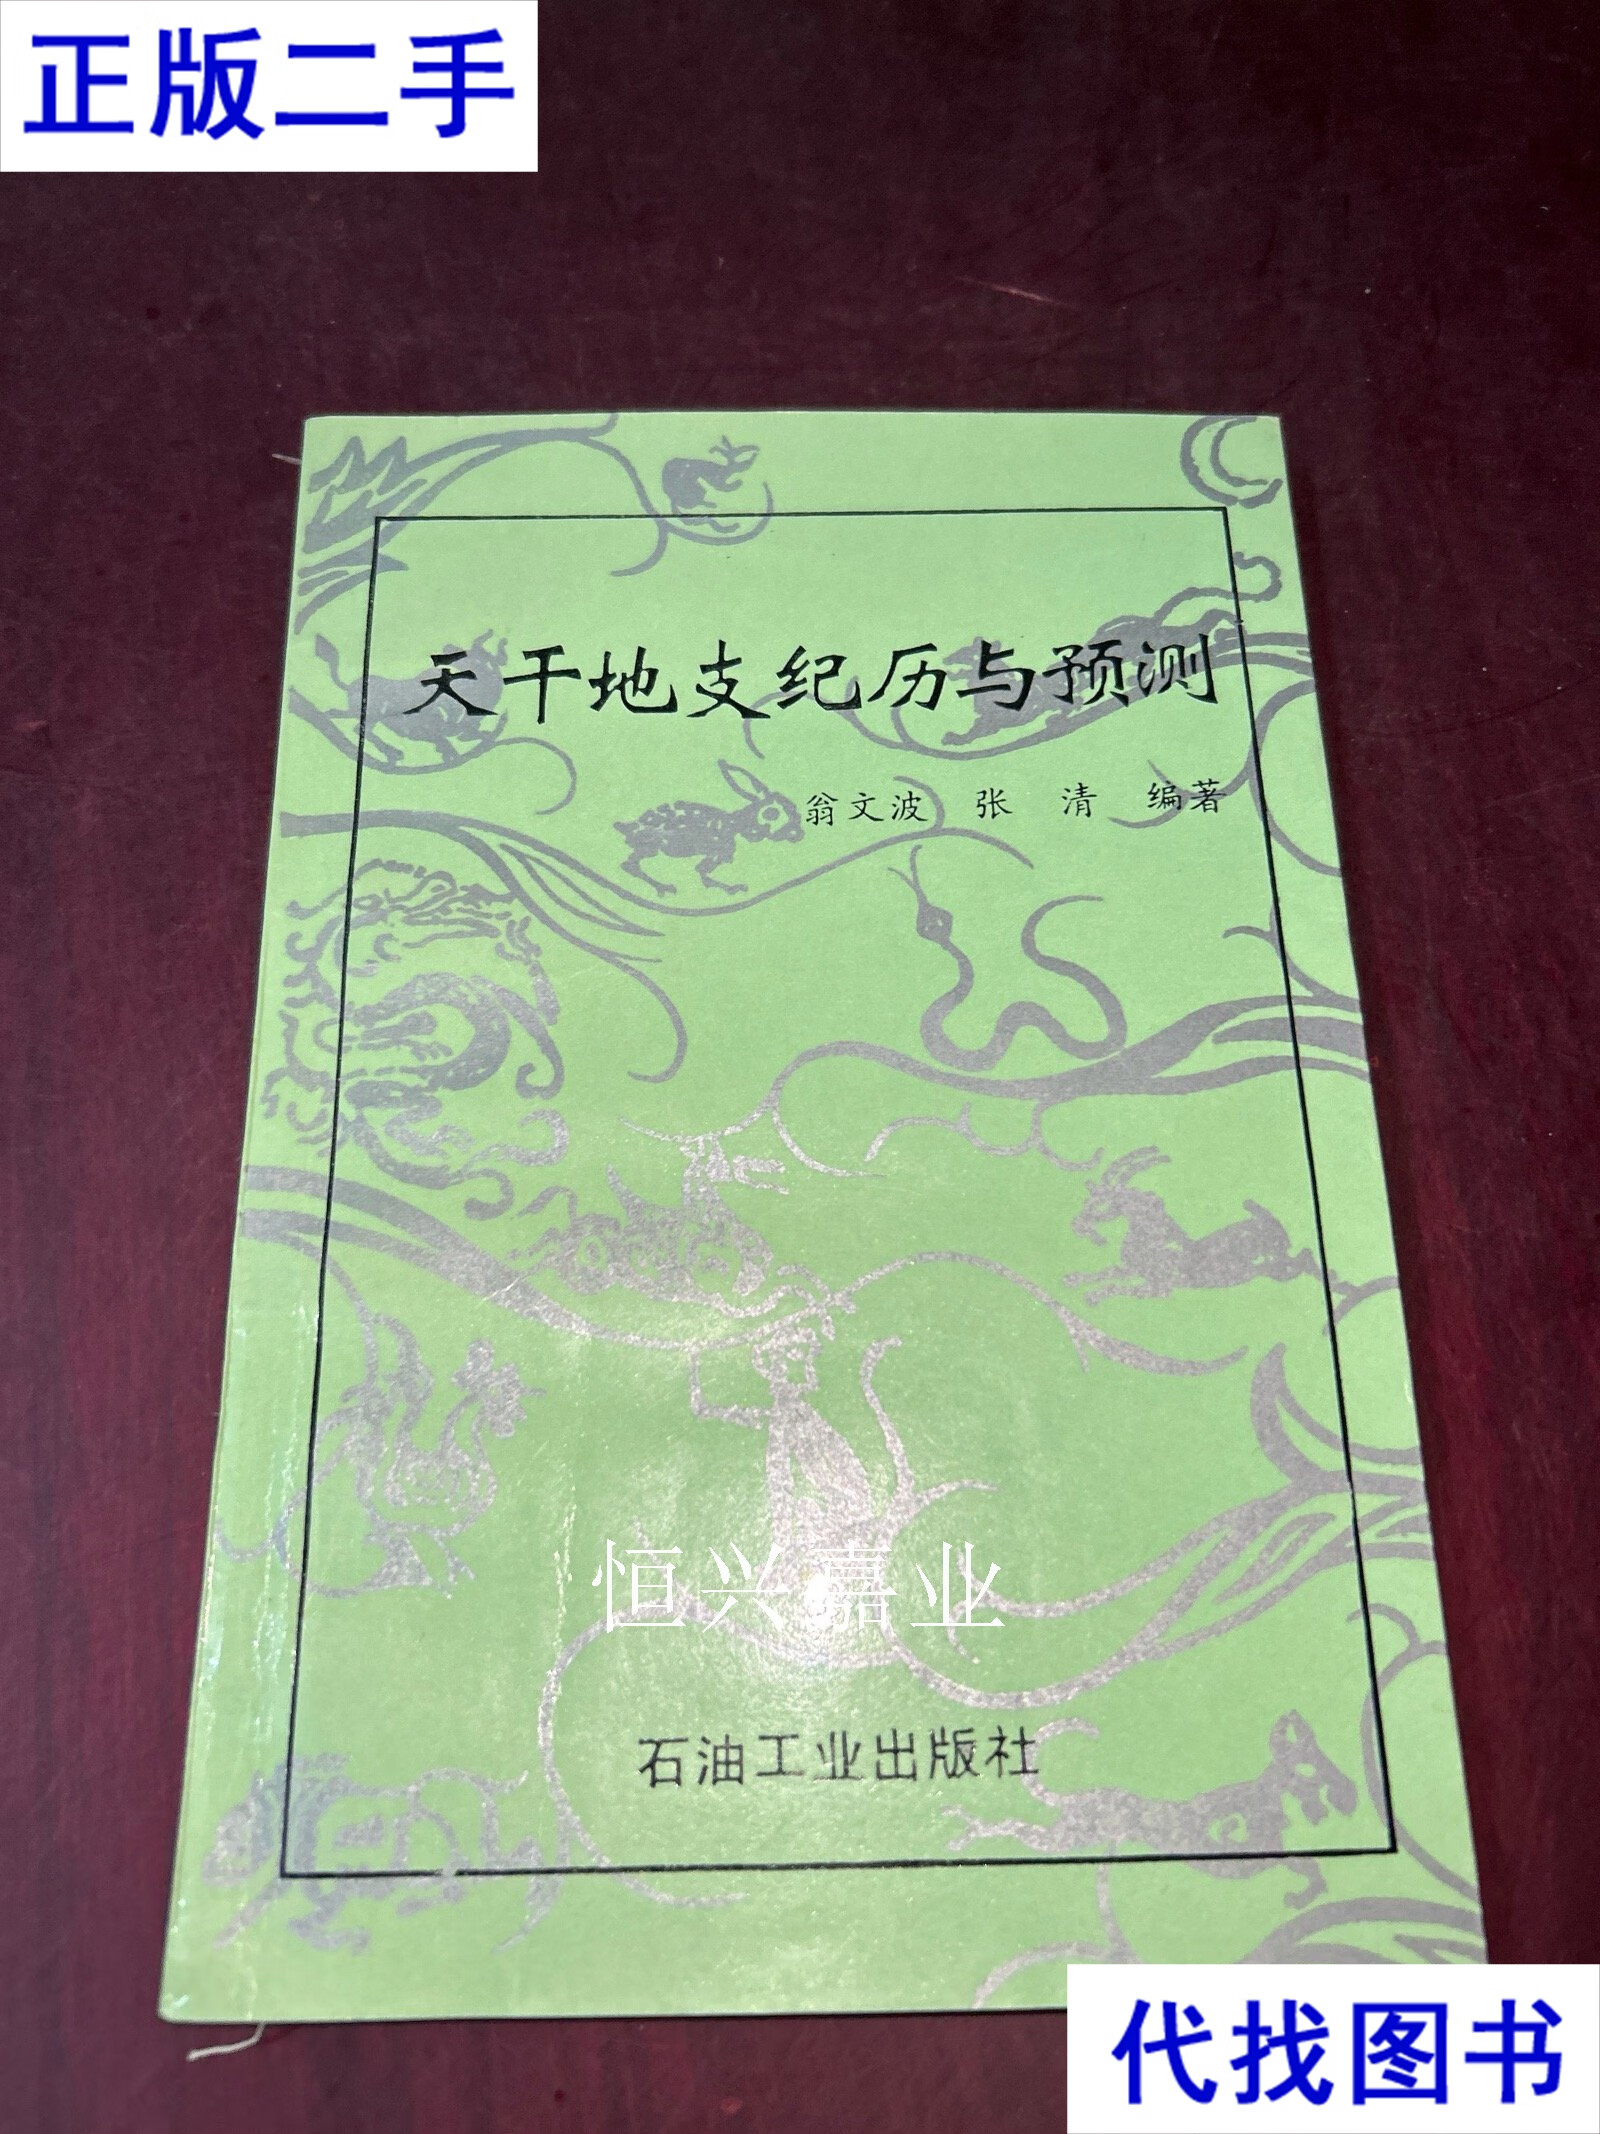 正版二手
天干地支纪历与预测
翁文波 张 清 编著
恒兴嘉业
石油工业出版社
代找图书